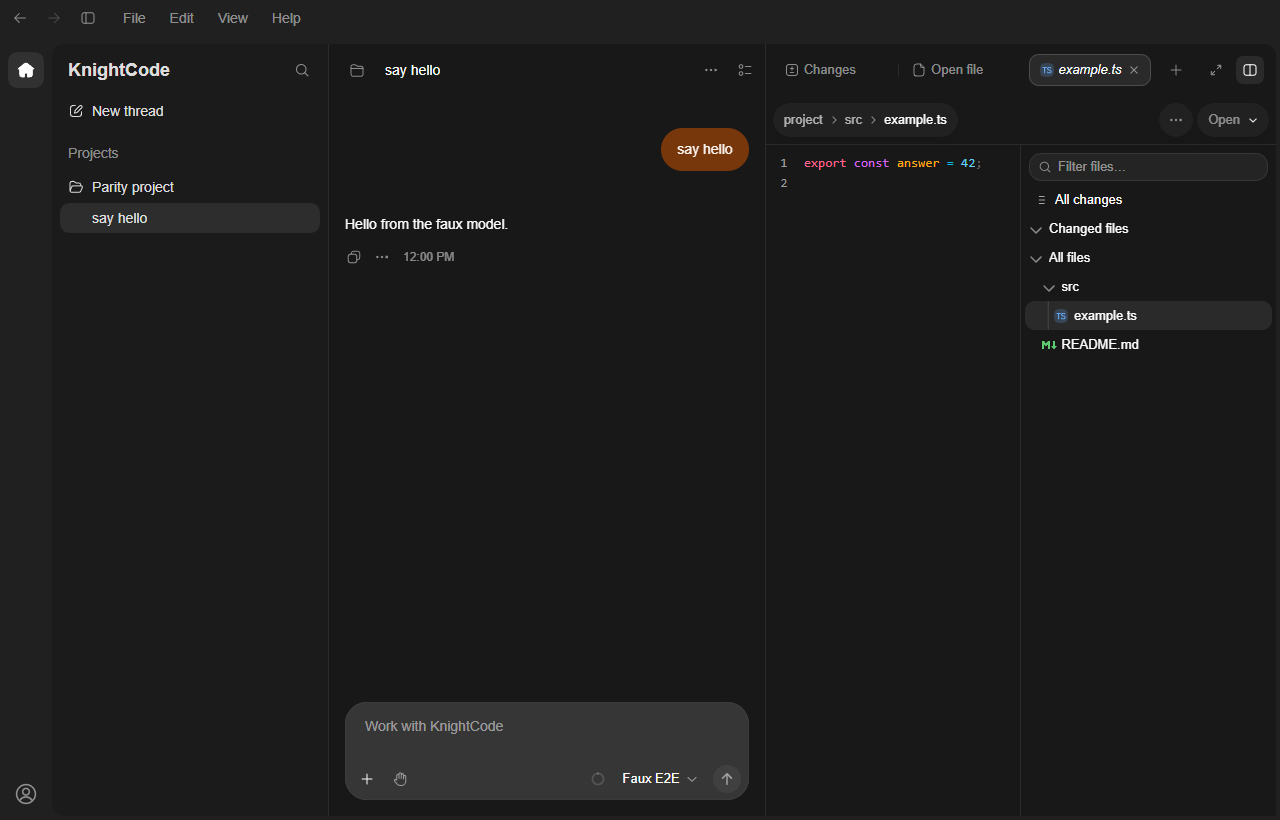 File Edit View Help
KnightCode
New thread
Projects
Parity project
say hello
say hello
say hello
Hello from the faux model.
12:00 PM
Work with KnightCode
Faux E2E
Changes
Open file
TS example.ts
project > src > example.ts
Open
1 export const answer = 42;
2
Filter files...
All changes
Changed files
All files
src
TS example.ts
M↓ README.md